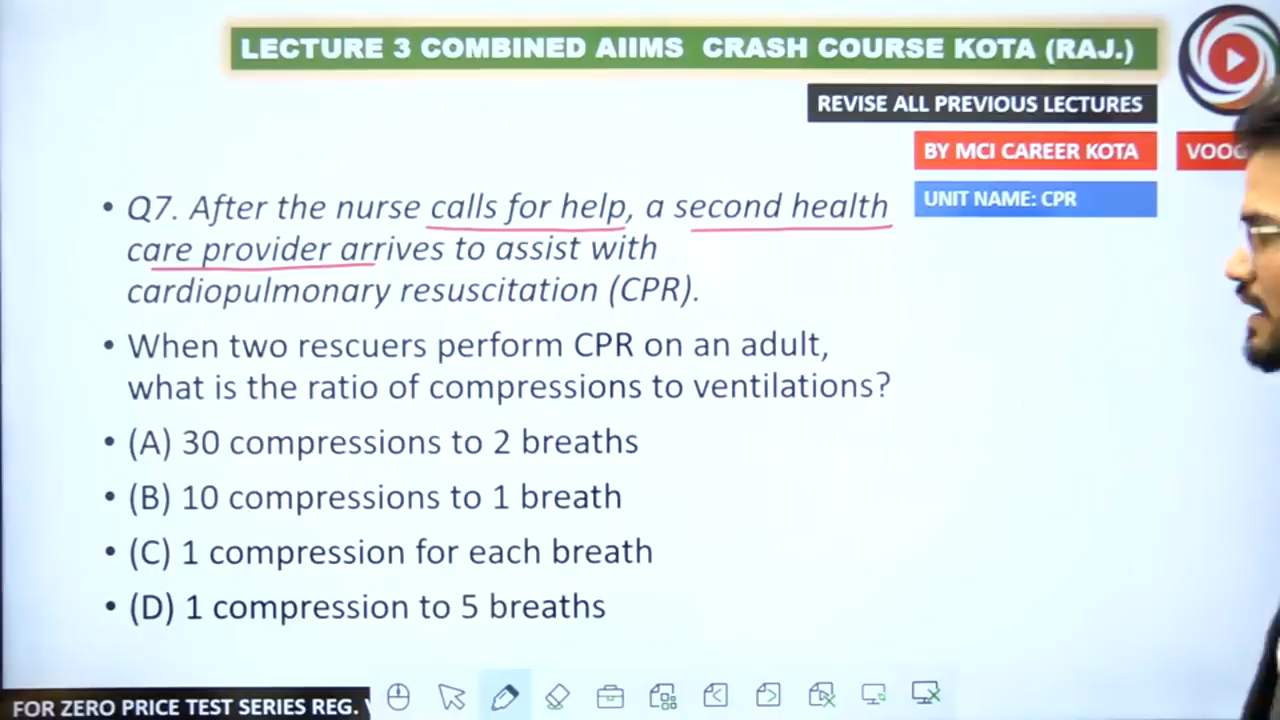 LECTURE 3 COMBINED AIIMS CRASH COURSE KOTA (RAJ.)
REVISE ALL PREVIOUS LECTURES
BY MCI CAREER KOTA
UNIT NAME: CPR
• Q7. After the nurse calls for help, a second health
care provider arrives to assist with
cardiopulmonary resuscitation (CPR).
• When two rescuers perform CPR on an adult,
what is the ratio of compressions to ventilations?
• (A) 30 compressions to 2 breaths
• (B) 10 compressions to 1 breath
• (C) 1 compression for each breath
• (D) 1 compression to 5 breaths
FOR ZERO PRICE TEST SERIES REG.